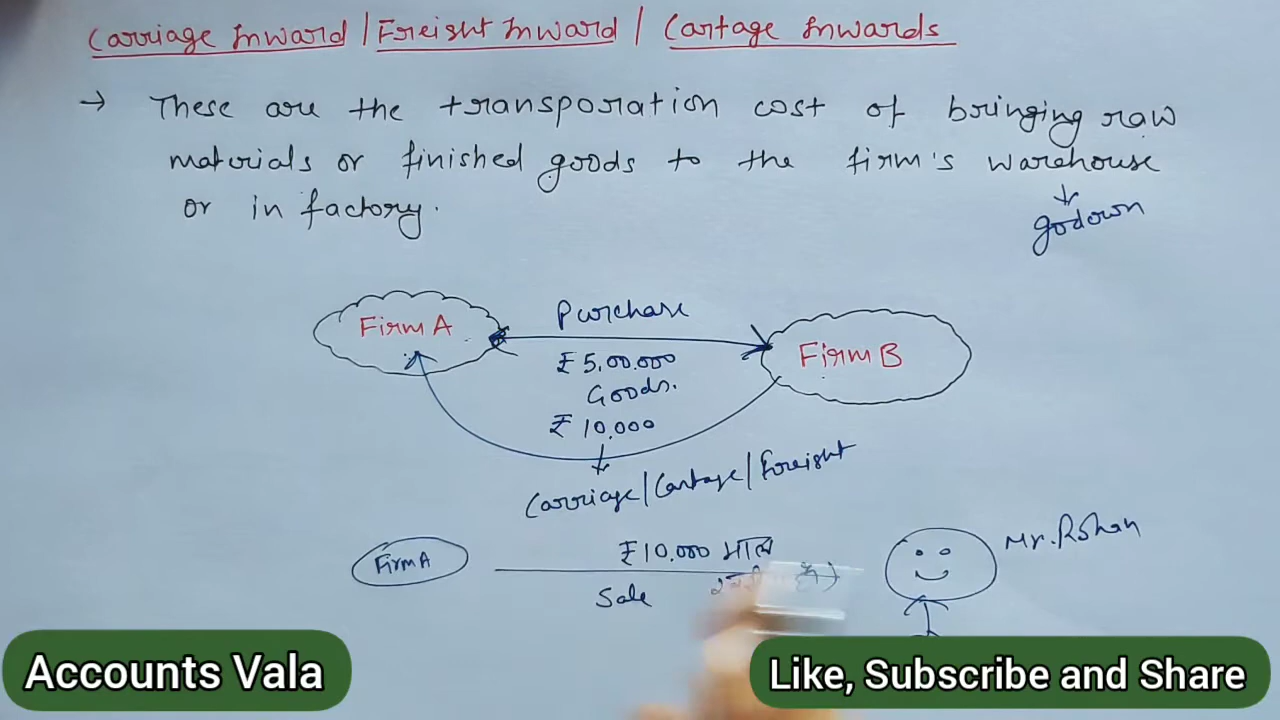 Carriage Inward / Freight Inward / Cartage Inwards
→ These are the transporation cost of bringing raw
materials or finished goods to the firm's warehouse
or in factory.
godown
Purchase
Firm A
Firm B
₹ 5,00,000
Goods.
₹ 10,000
Carriage/Cartage/Freight
Firm A
₹10,000 माल
Sale
Mr. Rshan
Accounts Vala
Like, Subscribe and Share